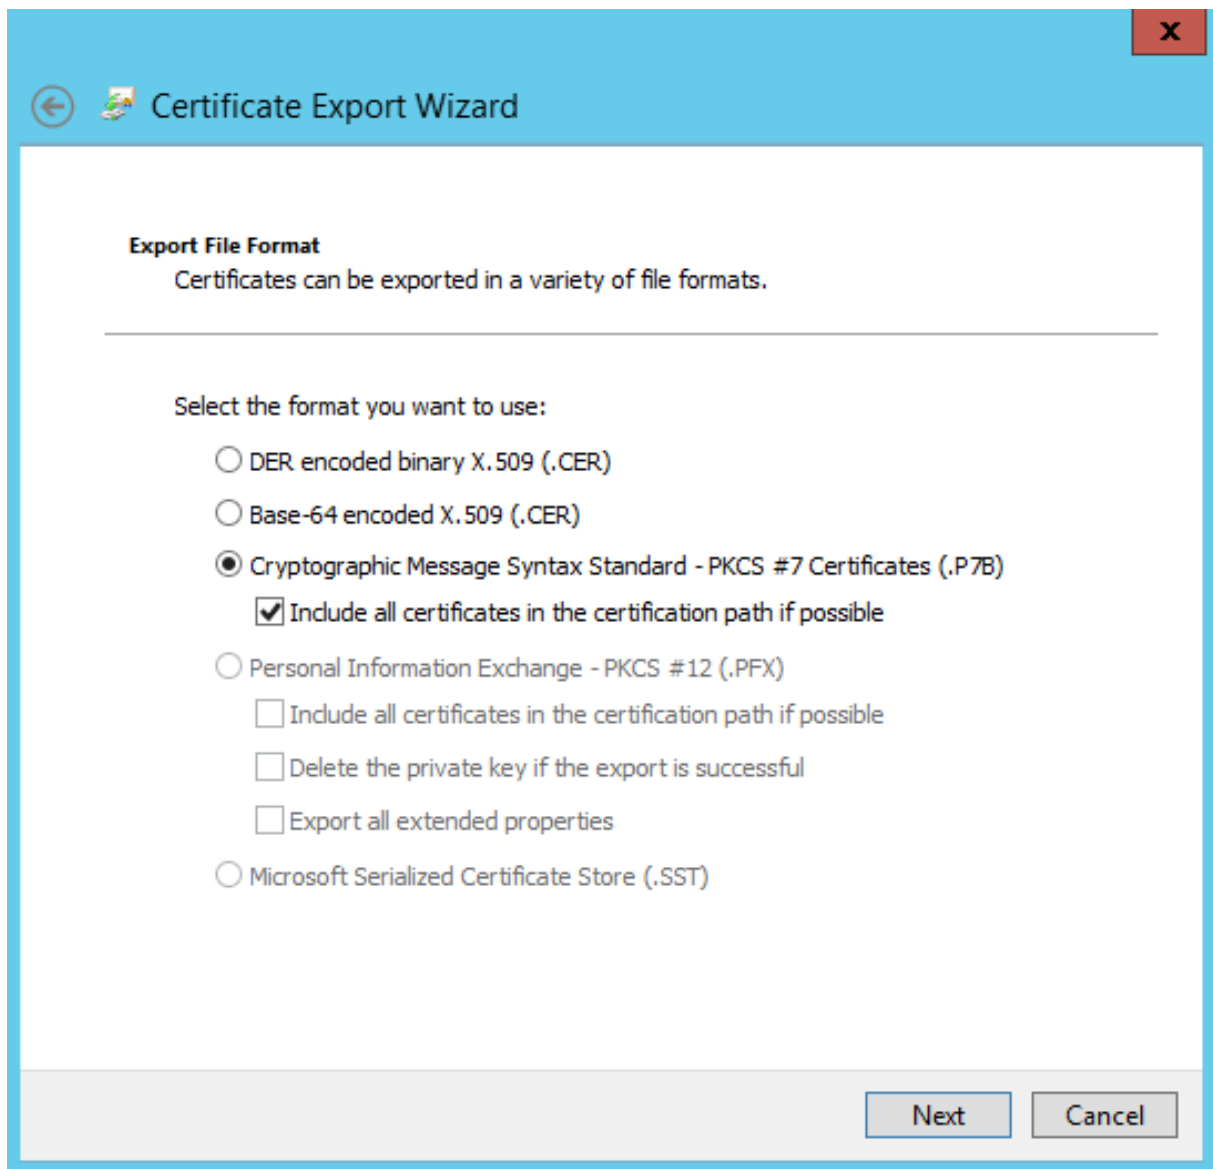 x
Certificate Export Wizard
Export File Format
Certificates can be exported in a variety of file formats.
Select the format you want to use:
DER encoded binary X.509 (.CER)
Base-64 encoded X.509 (.CER)
Cryptographic Message Syntax Standard - PKCS #7 Certificates (.P7B)
Include all certificates in the certification path if possible
Personal Information Exchange - PKCS #12 (.PFX)
Include all certificates in the certification path if possible
Delete the private key if the export is successful
Export all extended properties
Microsoft Serialized Certificate Store (.SST)
Next Cancel